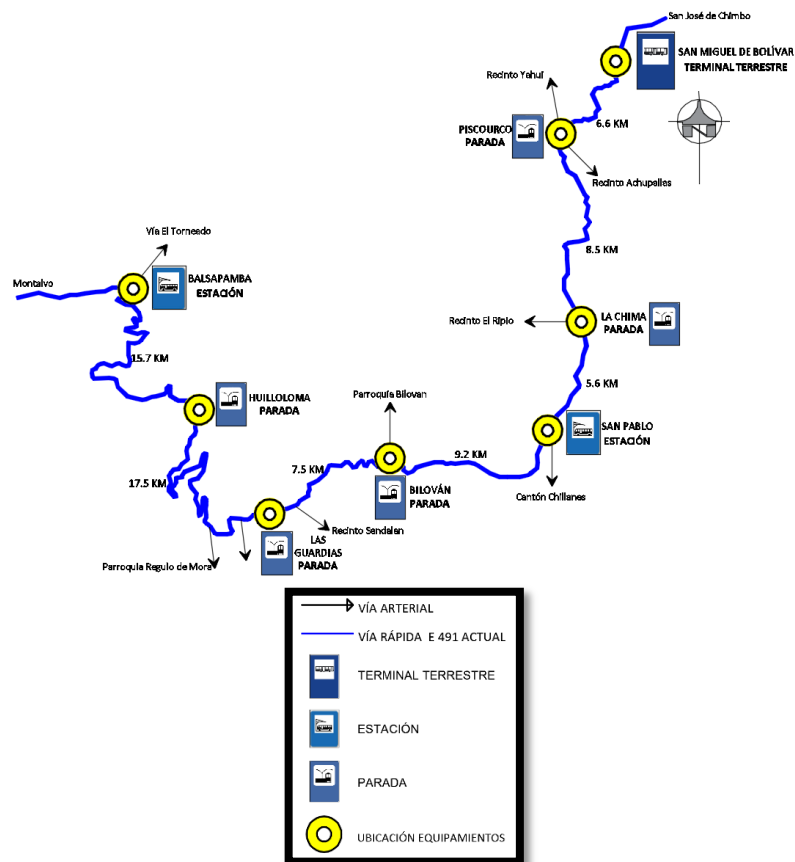 San José de Chimbo
SAN MIGUEL DE BOLÍVAR
TERMINAL TERRESTRE
Recinto Yahuí
6.6 KM
PISCOURCO
PARADA
Recinto Achupallas
8.5 KM
Vía El Torneado
BALSAPAMBA
ESTACIÓN
Montalvo
LA CHIMA
PARADA
Recinto El Ripio
15.7 KM
5.6 KM
HUILLOLOMA
PARADA
Parroquia Bilovan
SAN PABLO
ESTACIÓN
9.2 KM
7.5 KM
17.5 KM
BILOVÁN
PARADA
Cantón Chillanes
Recinto Sandalan
LAS
GUARDIAS
PARADA
Parroquia Regulo de Mora
VÍA ARTERIAL
VÍA RÁPIDA E 491 ACTUAL
TERMINAL TERRESTRE
ESTACIÓN
PARADA
UBICACIÓN EQUIPAMIENTOS